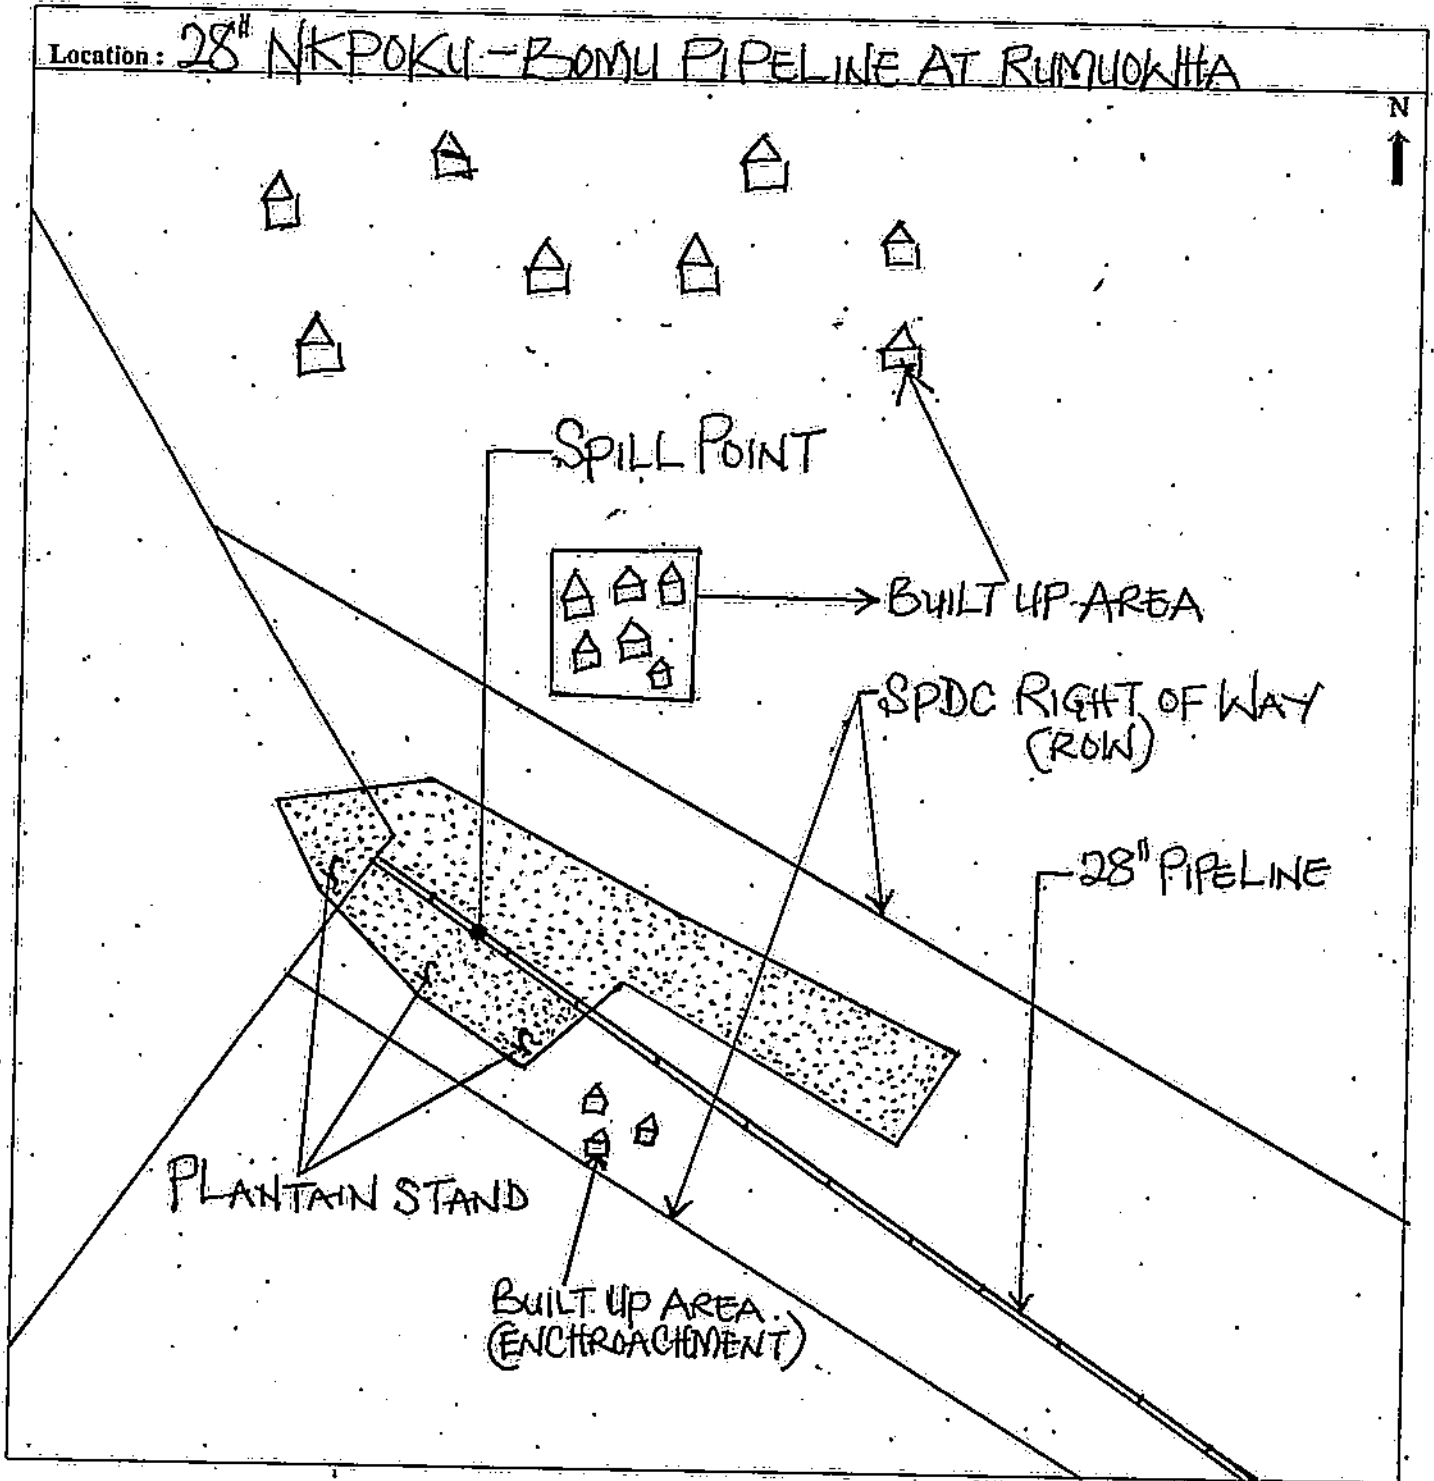 Location : 28" NKPOKU-BOMU PIPELINE AT RUMUOWHA
N
SPILL POINT
BUILT UP AREA
SPDC RIGHT OF WAY
(ROW)
28" PIPELINE
PLANTAIN STAND
BUILT UP AREA
(ENCHROACHMENT)